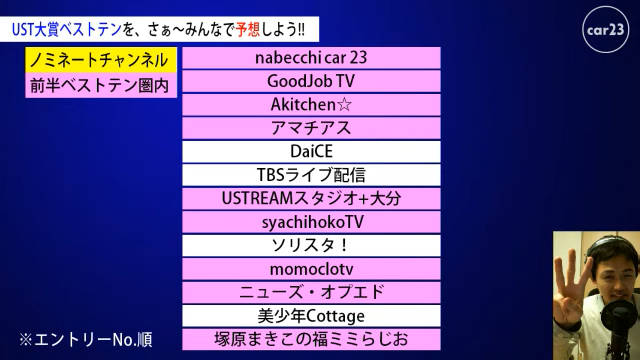 UST大賞ベストテンを、さぁ～みんなで予想しよう!!
car23
ノミネートチャンネル
前半ベストテン圏内
nabecchi car 23
GoodJob TV
Akitchen☆
アマチアス
DaiCE
TBSライブ配信
USTREAMスタジオ+大分
syachihokoTV
ソリスタ！
momoclotv
ニューズ・オプエド
美少年Cottage
塚原まきこの福ミミらじお
※エントリーNo.順